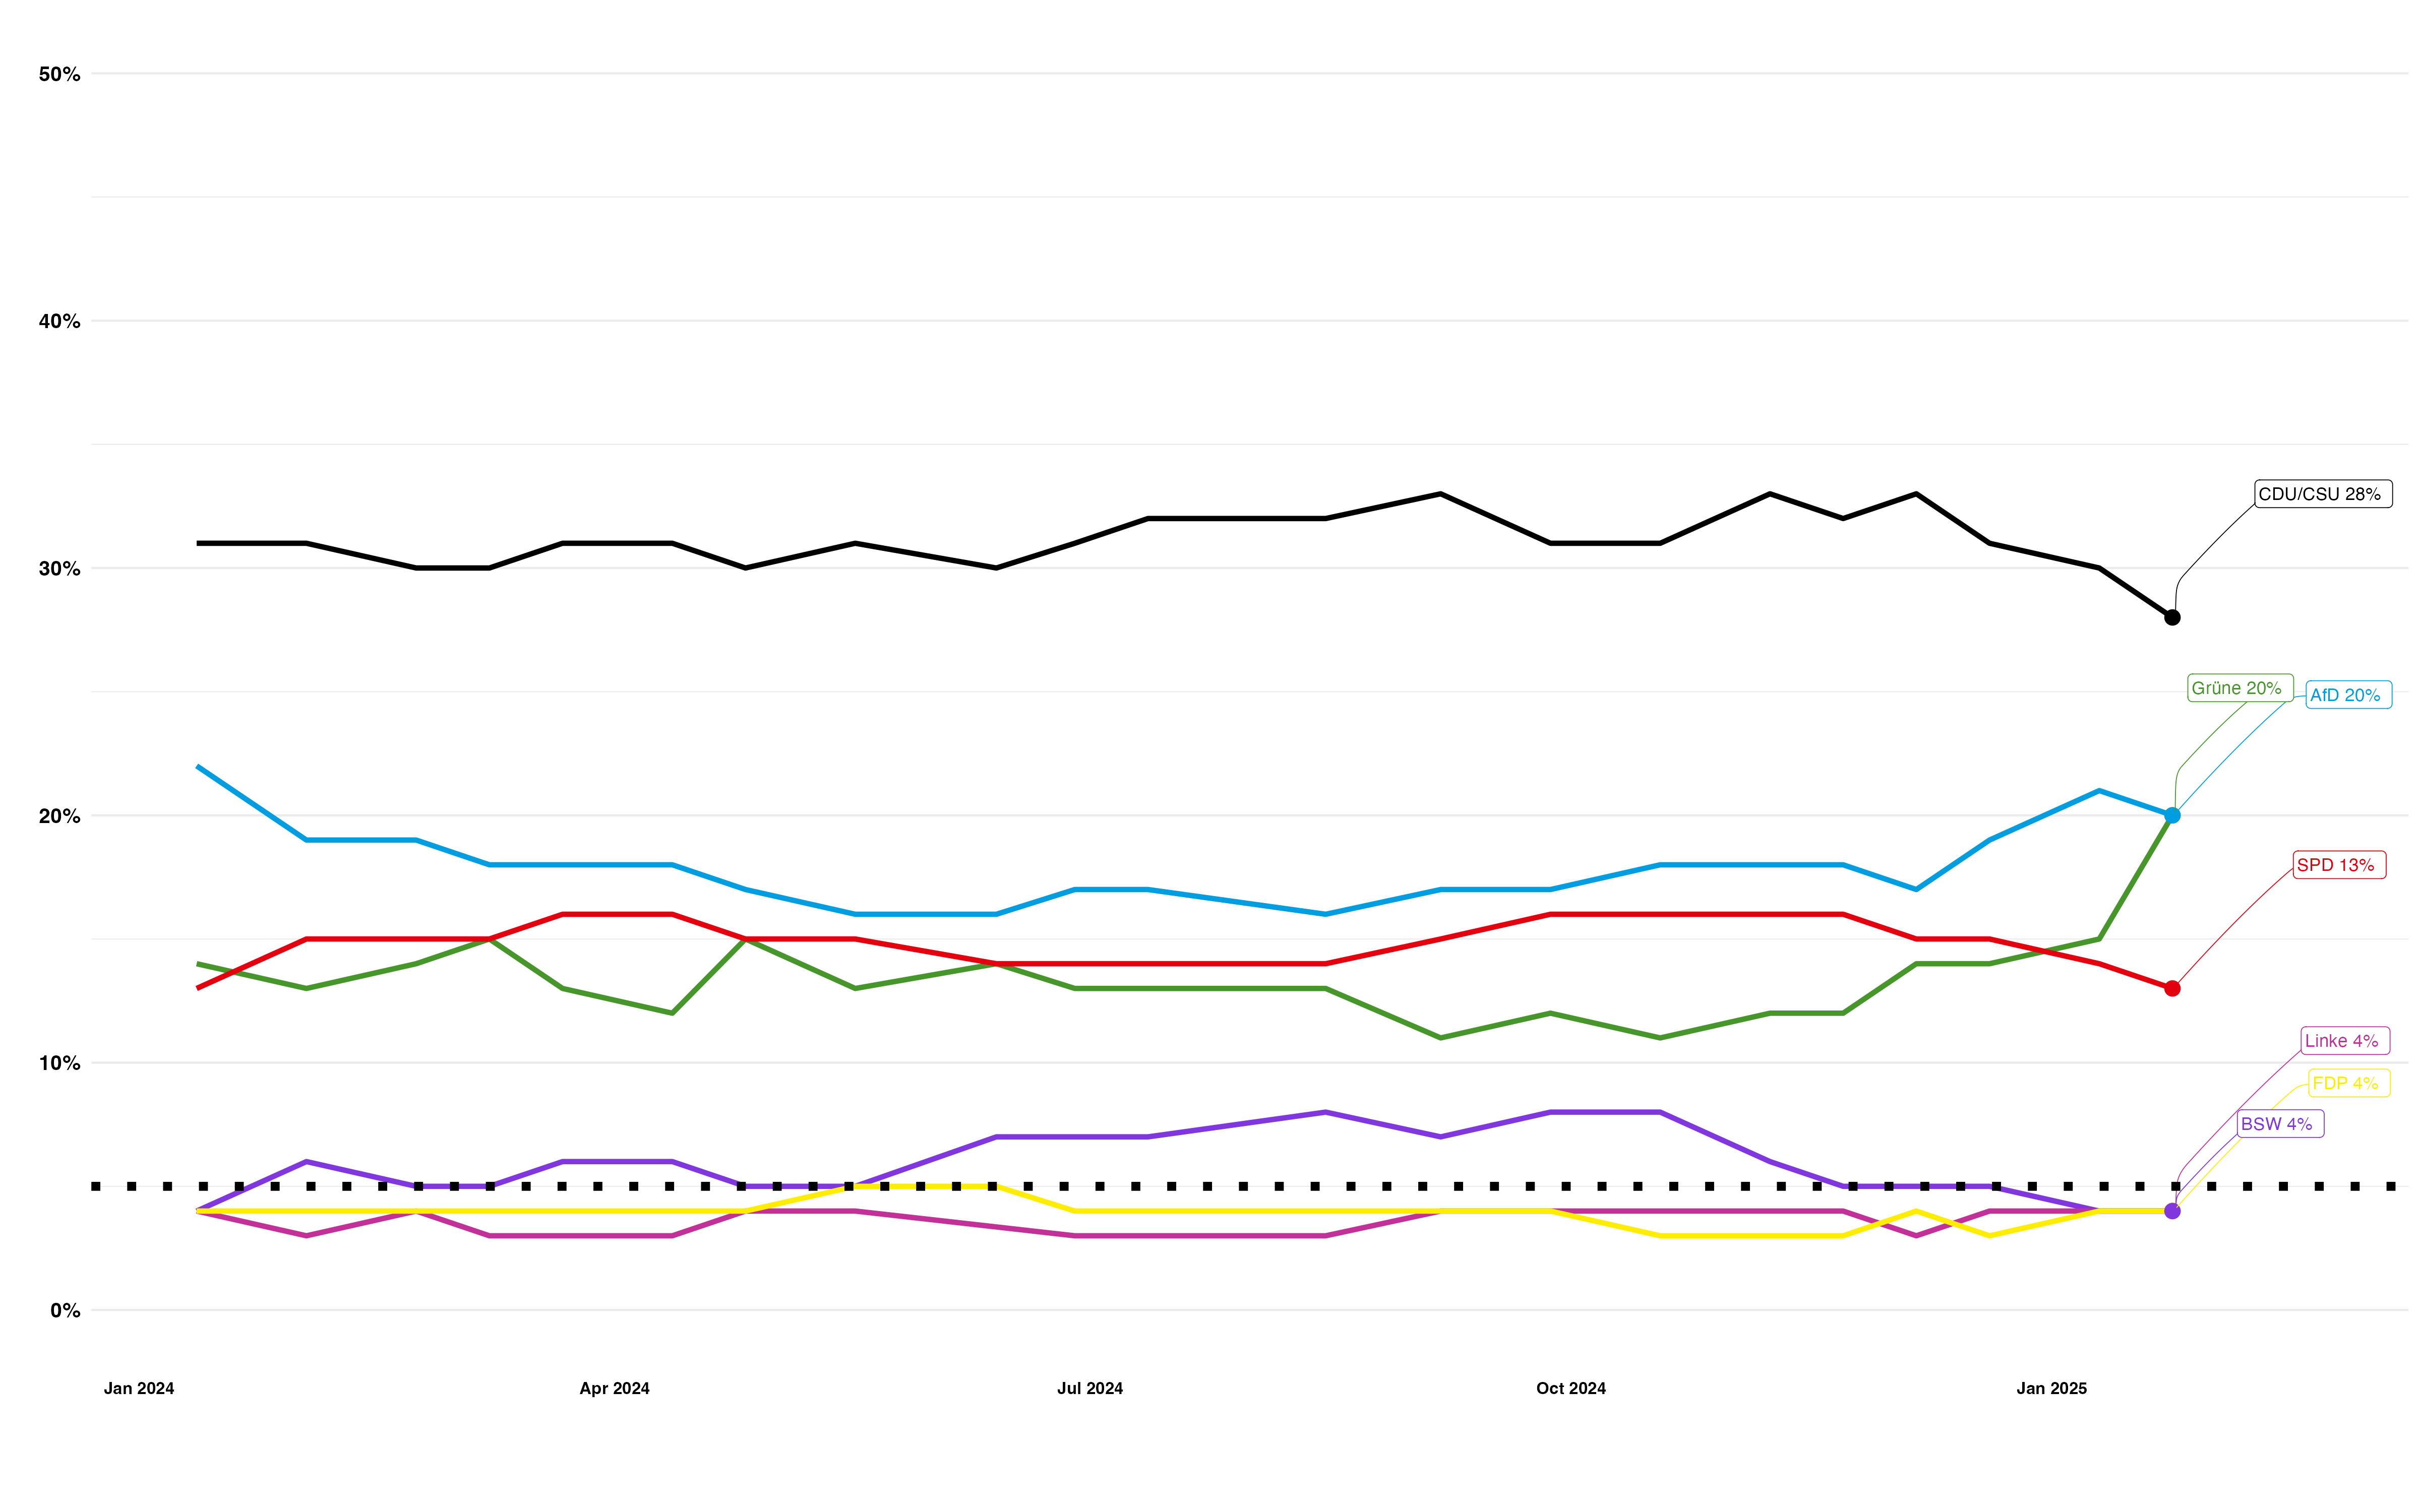 50%
40%
30%
20%
10%
0%
CDU/CSU 28%
Grüne 20%
AfD 20%
SPD 13%
Linke 4%
FDP 4%
BSW 4%
Jan 2024
Apr 2024
Jul 2024
Oct 2024
Jan 2025